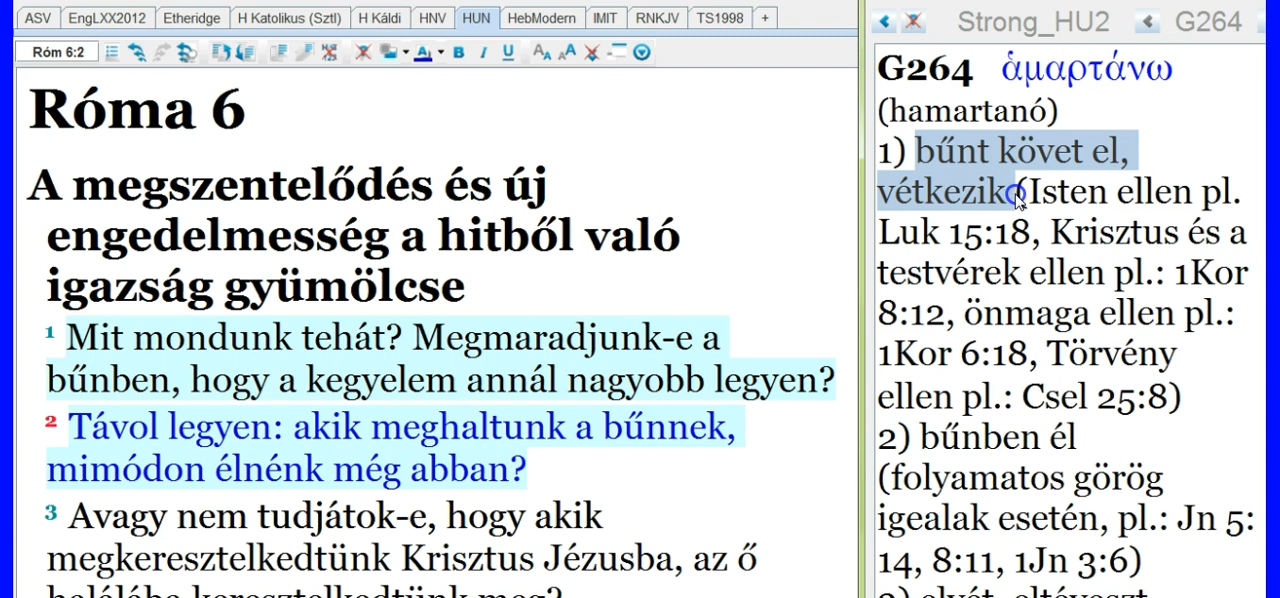 ASV EngLXX2012 Etheridge H Katolikus (Sztl) H Káldi HNV HUN HebModern IMIT RNKJV TS1998 +
Róm 6:2
Róma 6
A megszentelődés és új
engedelmesség a hitből való
igazság gyümölcse
1 Mit mondunk tehát? Megmaradjunk-e a
bűnben, hogy a kegyelem annál nagyobb legyen?
2 Távol legyen: akik meghaltunk a bűnnek,
mimódon élnénk még abban?
3 Avagy nem tudjátok-e, hogy akik
megkeresztelkedtünk Krisztus Jézusba, az ő
Strong_HU2 G264
G264 ἁμαρτάνω
(hamartanó)
1) bűnt követ el,
vétkezik (Isten ellen pl.
Luk 15:18, Krisztus és a
testvérek ellen pl.: 1Kor
8:12, önmaga ellen pl.:
1Kor 6:18, Törvény
ellen pl.: Csel 25:8)
2) bűnben él
(folyamatos görög
igealak esetén, pl.: Jn 5:
14, 8:11, 1Jn 3:6)